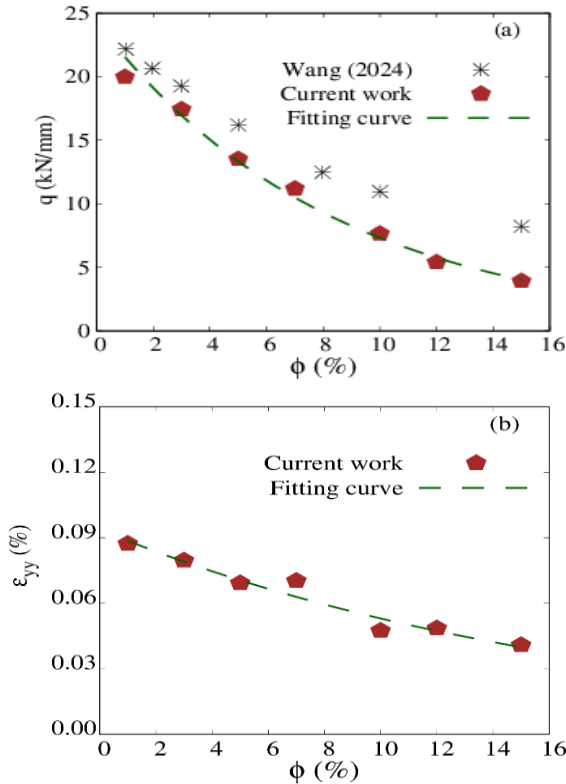 (a)
25
20
15
10
5
0
q (kN/mm)
Wang (2024)
Current work
Fitting curve
0 2 4 6 8 10 12 14 16
ϕ (%)
(b)
0.15
0.12
0.09
0.06
0.03
0.00
ε_yy (%)
Current work
Fitting curve
0 2 4 6 8 10 12 14 16
ϕ (%)